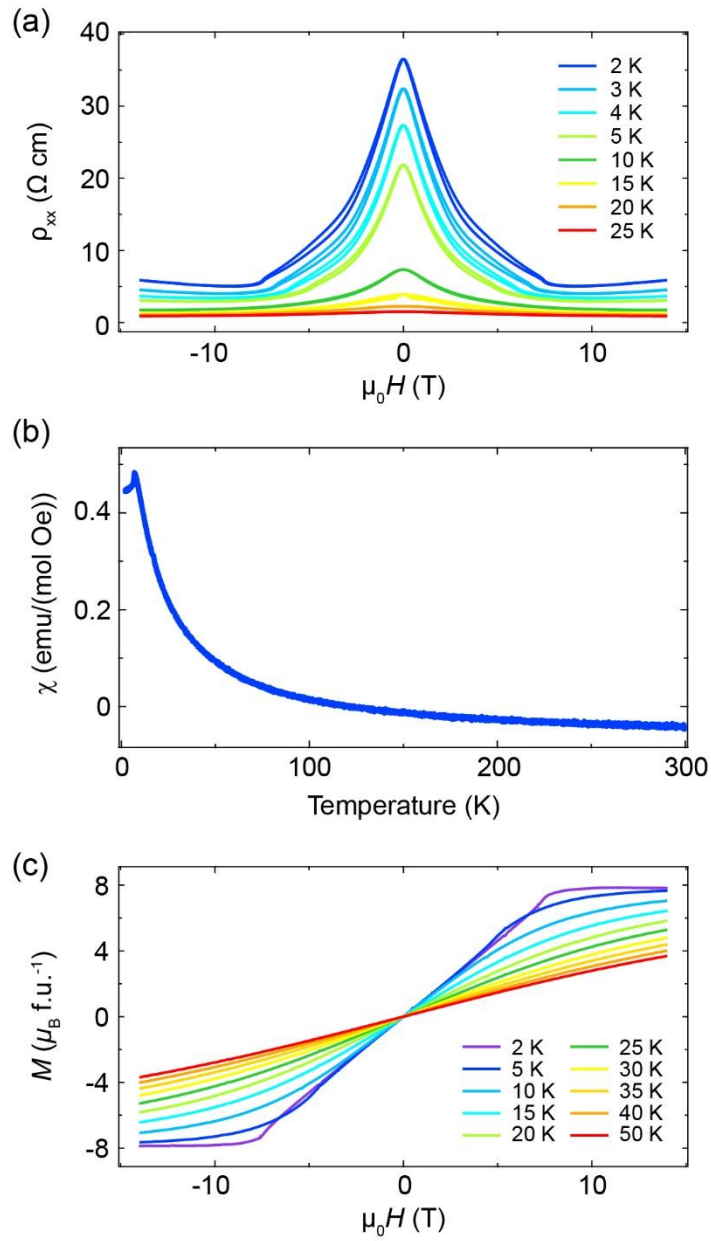 (a)
40
30
20
10
0
ρxx (Ω cm)
2 K
3 K
4 K
5 K
10 K
15 K
20 K
25 K
-10 0 10
μ0H (T)
(b)
0.4
0.2
0
χ (emu/(mol Oe))
0 100 200 300
Temperature (K)
(c)
8
4
0
-4
-8
M (μB f.u.⁻¹)
2 K 25 K
5 K 30 K
10 K 35 K
15 K 40 K
20 K 50 K
-10 0 10
μ0H (T)